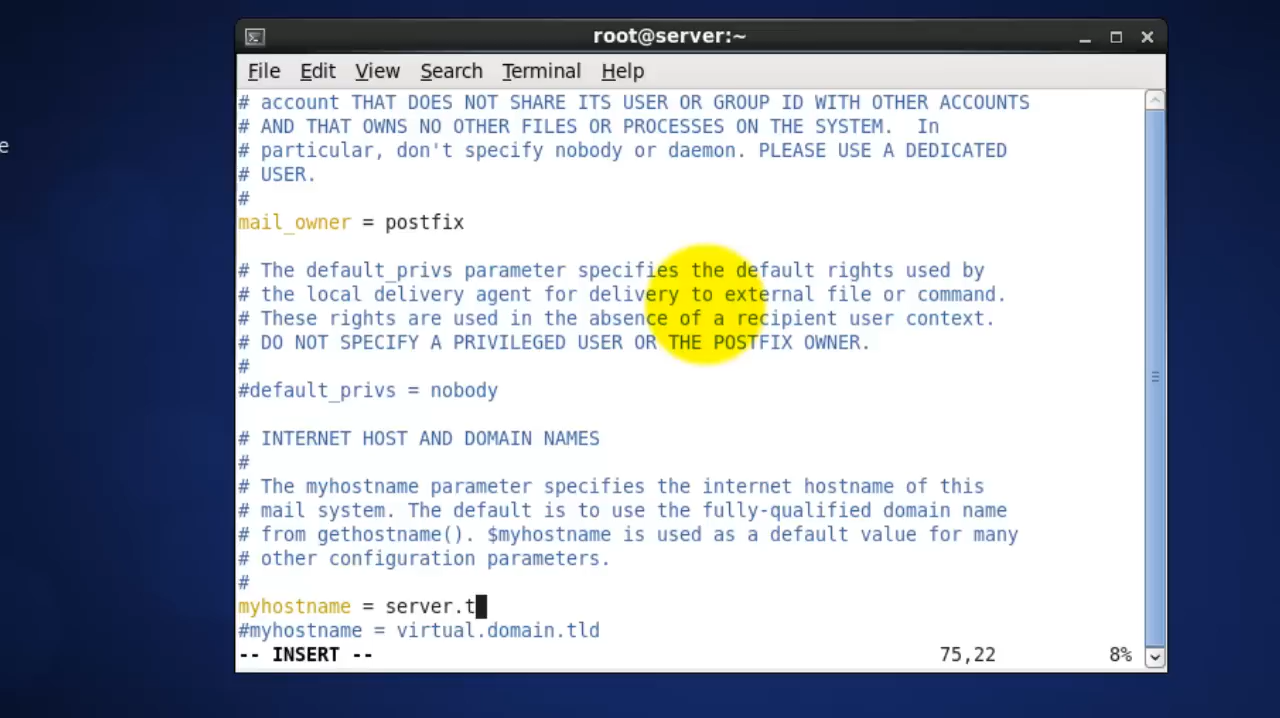 root@server:~
File Edit View Search Terminal Help
# account THAT DOES NOT SHARE ITS USER OR GROUP ID WITH OTHER ACCOUNTS
# AND THAT OWNS NO OTHER FILES OR PROCESSES ON THE SYSTEM.  In
# particular, don't specify nobody or daemon. PLEASE USE A DEDICATED
# USER.
#
mail_owner = postfix
# The default_privs parameter specifies the default rights used by
# the local delivery agent for delivery to external file or command.
# These rights are used in the absence of a recipient user context.
# DO NOT SPECIFY A PRIVILEGED USER OR THE POSTFIX OWNER.
#
#default_privs = nobody
# INTERNET HOST AND DOMAIN NAMES
#
# The myhostname parameter specifies the internet hostname of this
# mail system. The default is to use the fully-qualified domain name
# from gethostname(). $myhostname is used as a default value for many
# other configuration parameters.
#
myhostname = server.t
#myhostname = virtual.domain.tld
-- INSERT -- 75,22 8%
e